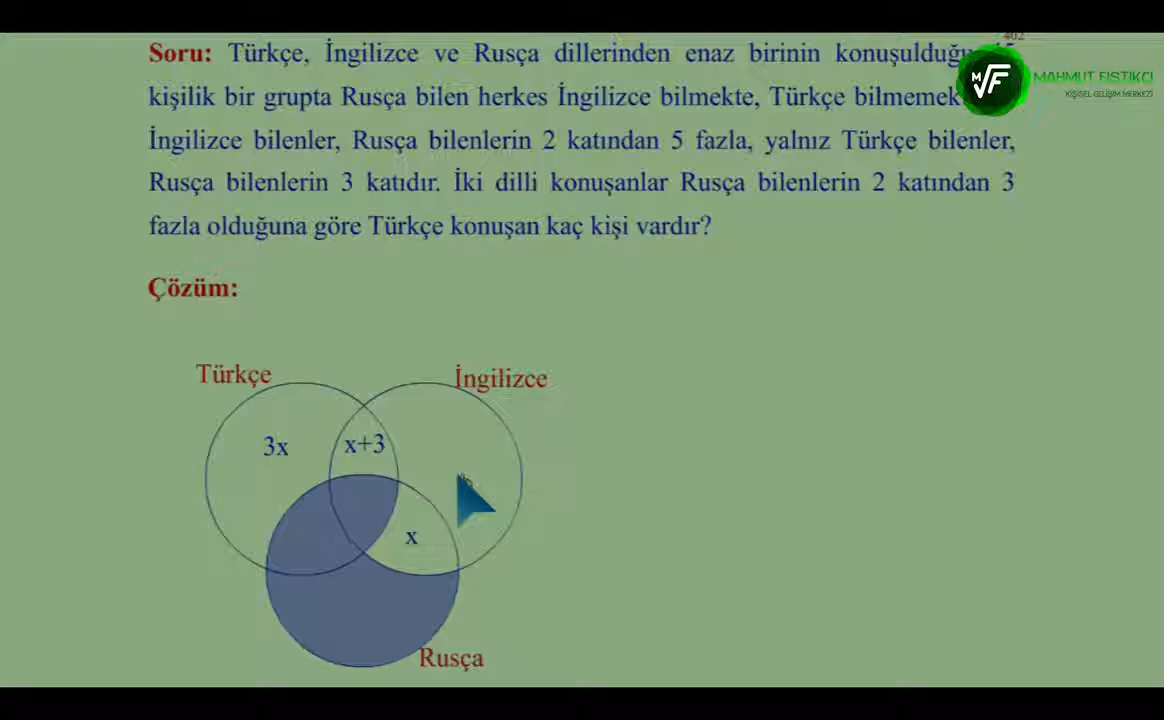 402
Soru: Türkçe, İngilizce ve Rusça dillerinden enaz birinin
kişilik bir grupta Rusça bilen herkes İngilizce bilmekte, Türkçe
İngilizce bilenler, Rusça bilenlerin 2 katından 5 fazla, yalnız Türkçe bilenler,
Rusça bilenlerin 3 katıdır. İki dilli konuşanlar Rusça bilenlerin 2 katından 3
fazla olduğuna göre Türkçe konuşan kaç kişi vardır?
MAHMUT FISTIKÇI
KİŞİSEL GELİŞİM MERKEZİ
Çözüm:
Türkçe
İngilizce
3x
x+3
x
Rusça